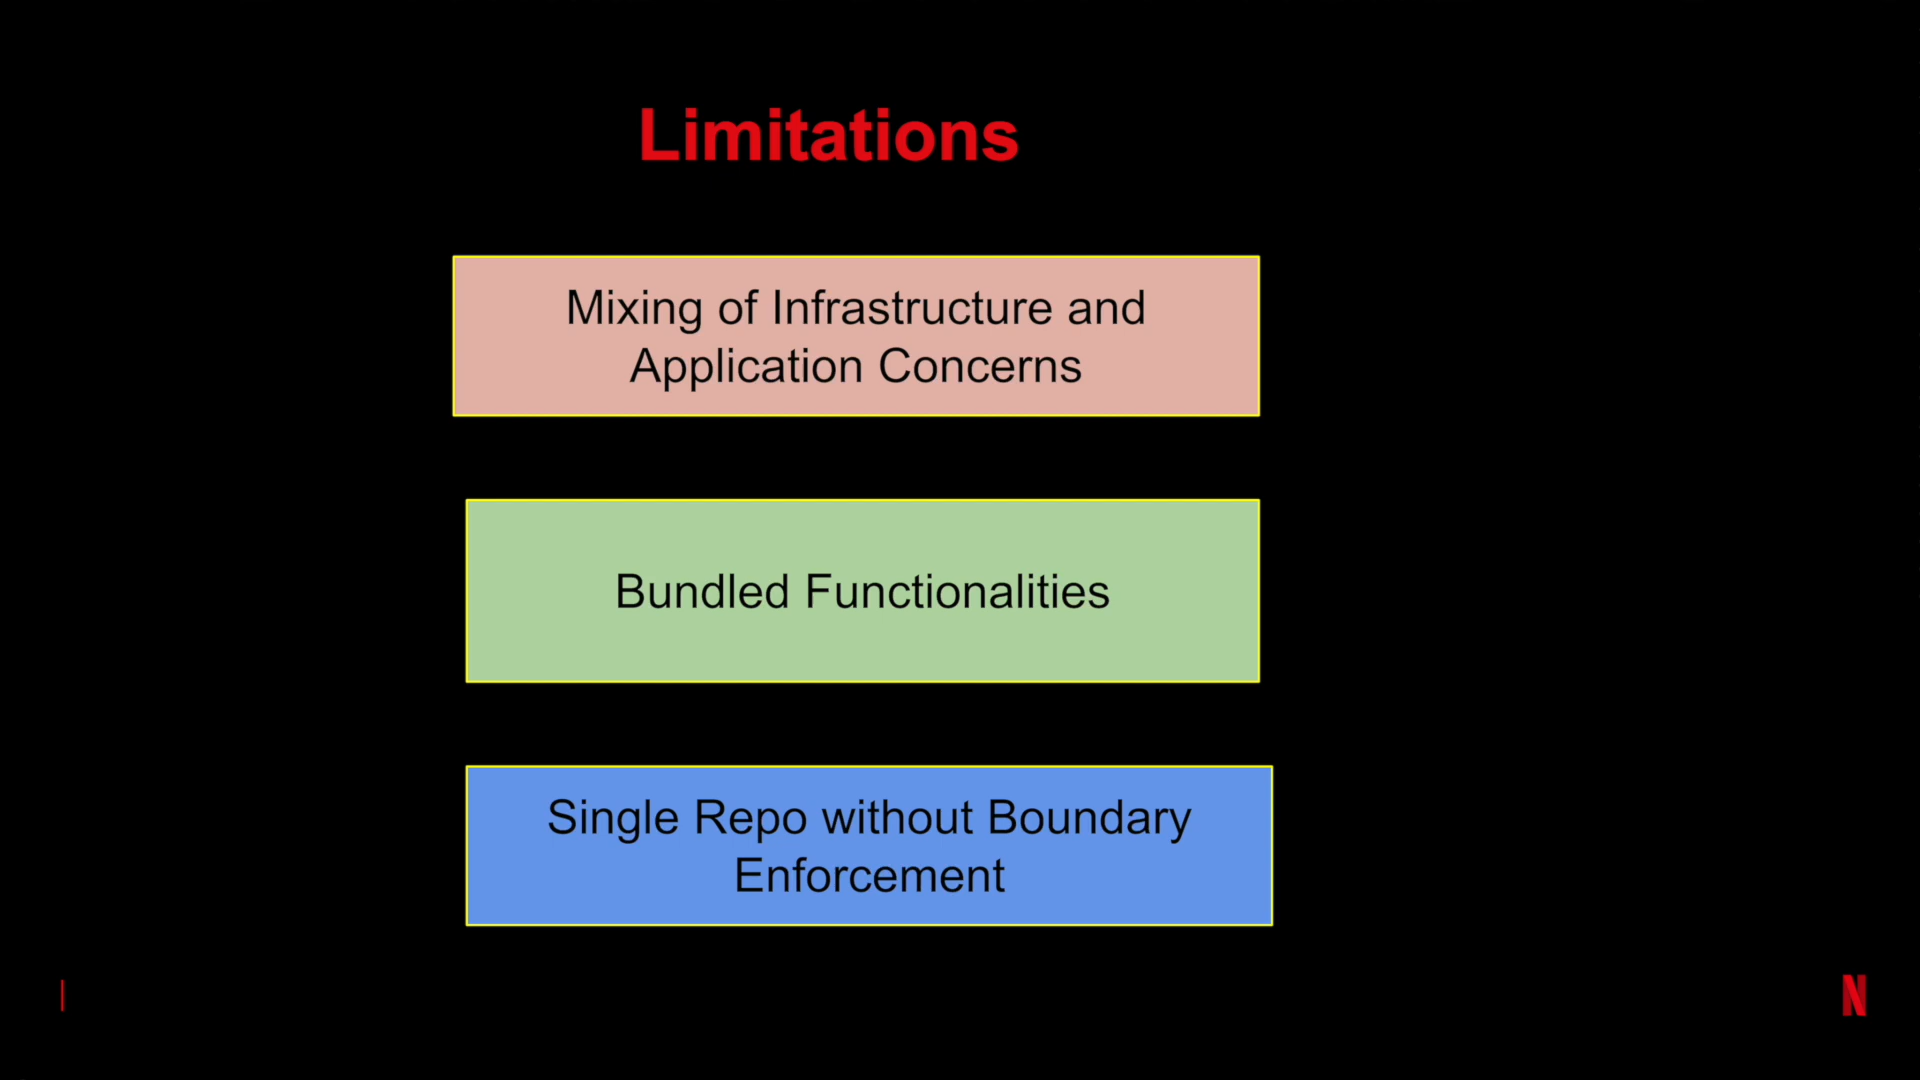 Limitations
Mixing of Infrastructure and
Application Concerns
Bundled Functionalities
Single Repo without Boundary
Enforcement
N